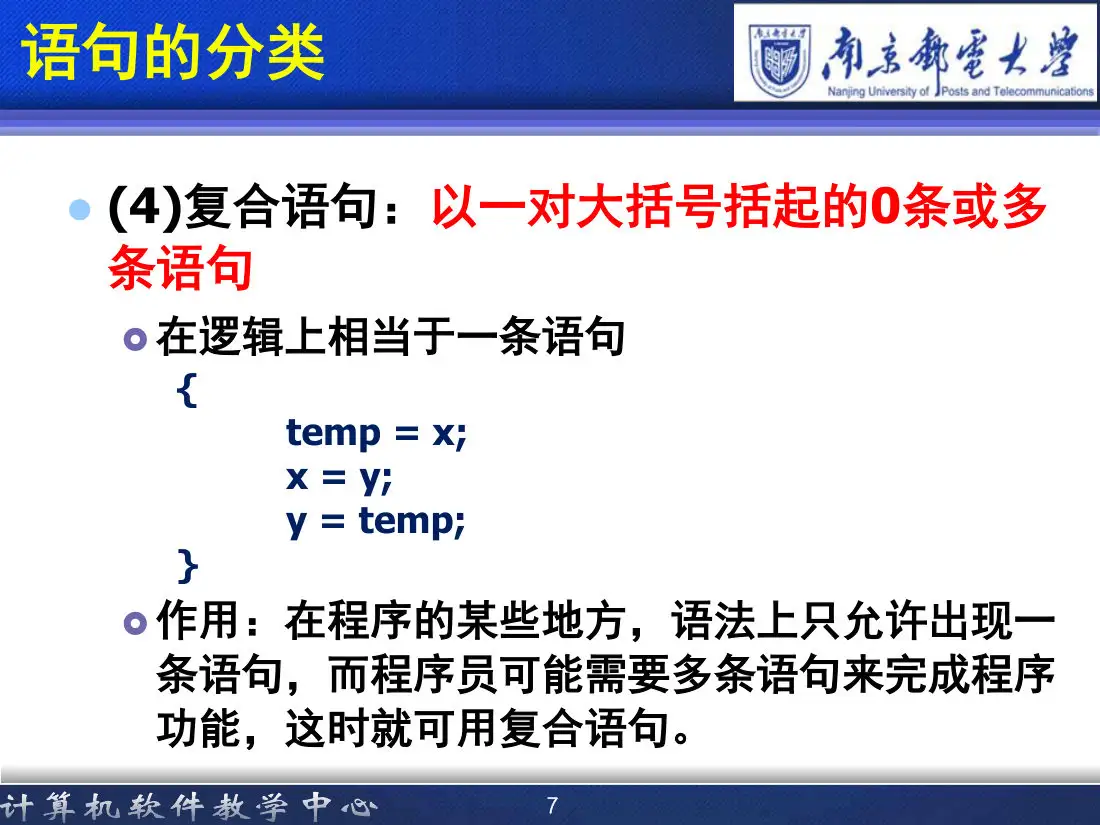 语句的分类
南京邮电大学
Nanjing University of Posts and Telecommunications
(4)复合语句：以一对大括号括起的0条或多
条语句
在逻辑上相当于一条语句
{
temp = x;
x = y;
y = temp;
}
作用：在程序的某些地方，语法上只允许出现一
条语句，而程序员可能需要多条语句来完成程序
功能，这时就可用复合语句。
计算机软件教学中心
7